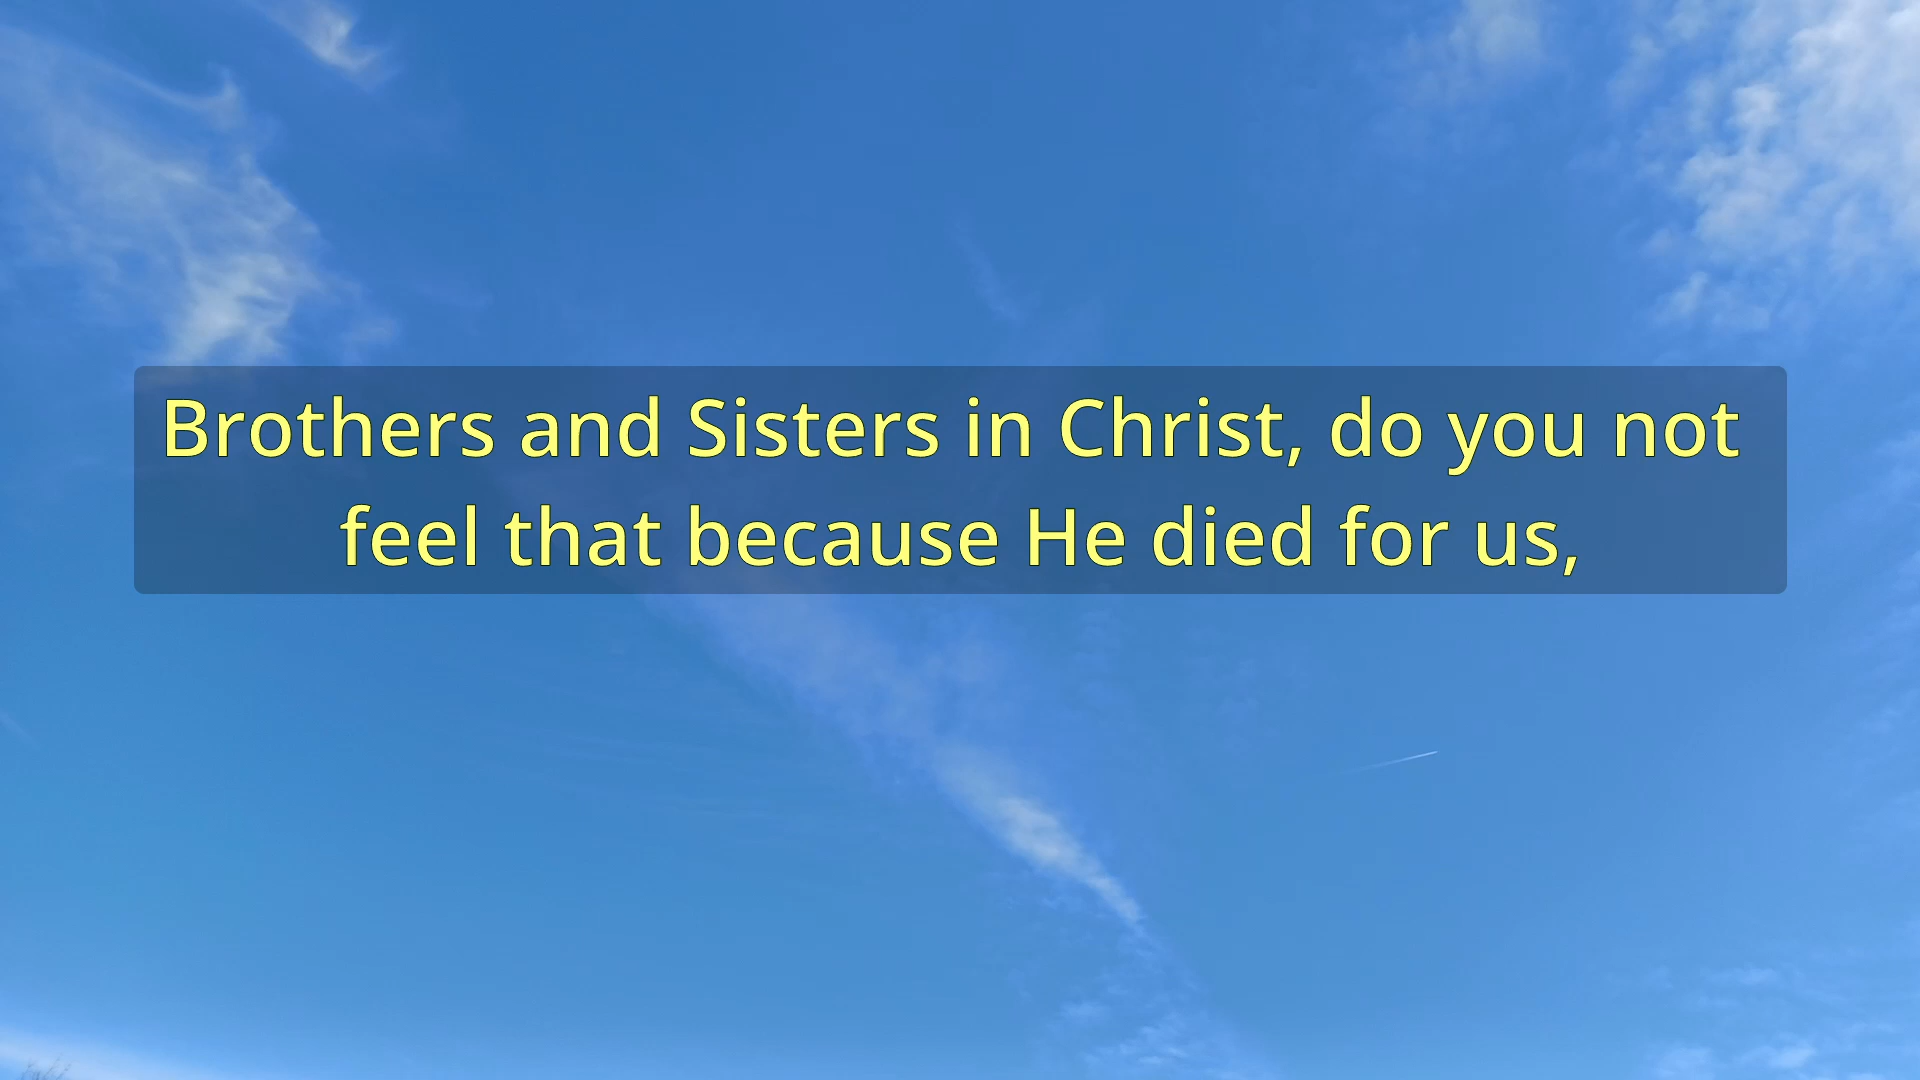 Brothers and Sisters in Christ, do you not
feel that because He died for us,